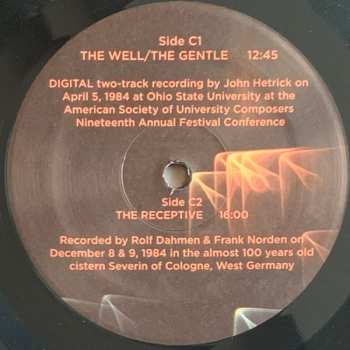 Side C1
THE WELL/THE GENTLE 12:45
DIGITAL two-track recording by John Hetrick on
April 5, 1984 at Ohio State University at the
American Society of University Composers
Nineteenth Annual Festival Conference
Side C2
THE RECEPTIVE 16:00
Recorded by Rolf Dahmen & Frank Norden on
December 8 & 9, 1984 in the almost 100 years old
cistern Severin of Cologne, West Germany